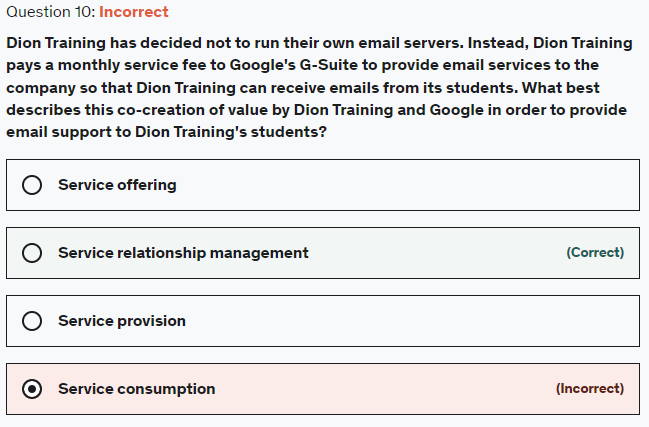 Question 10: Incorrect
Dion Training has decided not to run their own email servers. Instead, Dion Training
pays a monthly service fee to Google's G-Suite to provide email services to the
company so that Dion Training can receive emails from its students. What best
describes this co-creation of value by Dion Training and Google in order to provide
email support to Dion Training's students?
Service offering
Service relationship management (Correct)
Service provision
Service consumption (Incorrect)